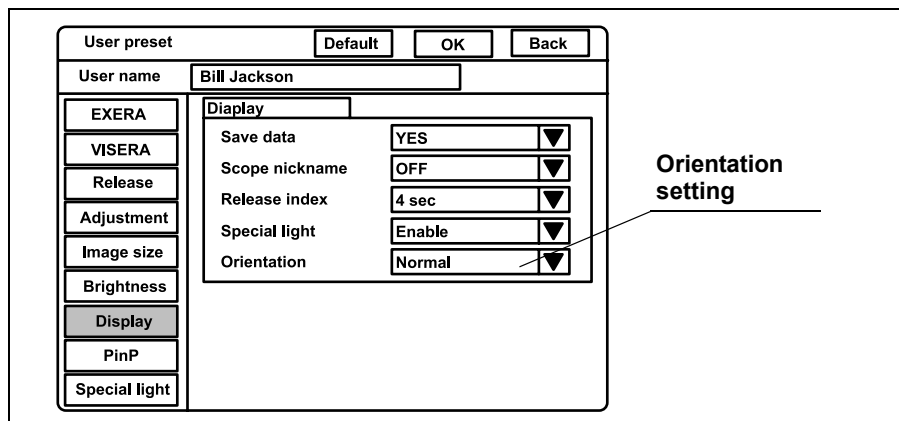 User preset
Default
OK
Back
User name
Bill Jackson
EXERA
VISERA
Release
Adjustment
Image size
Brightness
Display
PinP
Special light
Diaplay
Save data
YES
Scope nickname
OFF
Release index
4 sec
Special light
Enable
Orientation
Normal
Orientation
setting